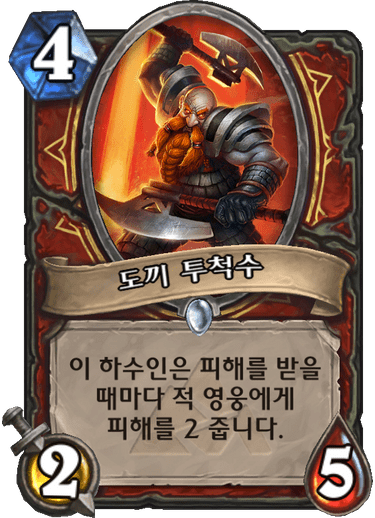 4
도끼 투척수
이 하수인은 피해를 받을
때마다 적 영웅에게
피해를 2 줍니다.
2
5